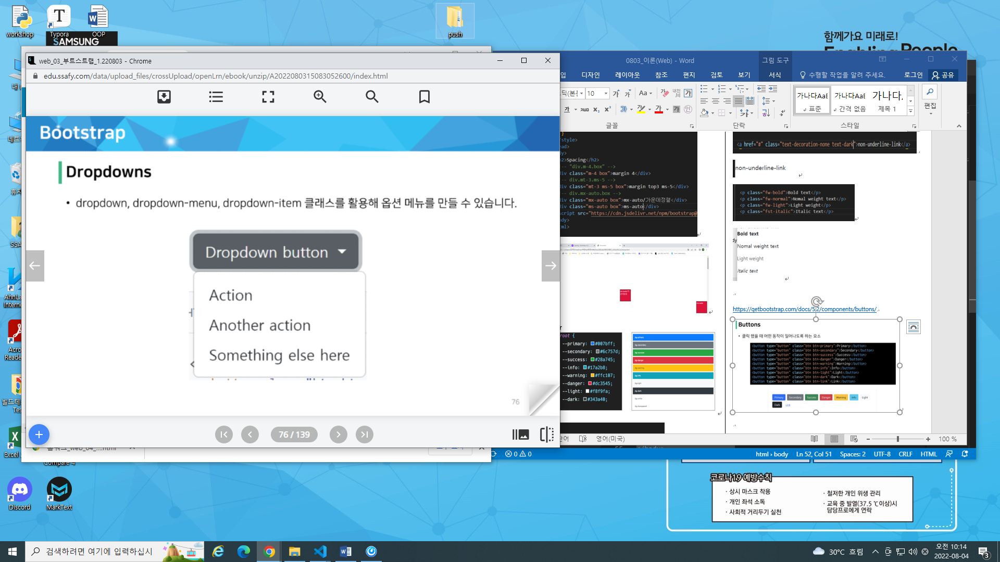 workshop
Typora
OOP
SAMSUNG
push
함께가요 미래로!
Enabling People
web_03_부트스트랩_1.220803 - Chrome
edu.ssafy.com/data/upload_files/crossUpload/openLrn/ebook/unzip/A2022080315083052600/index.html
Bootstrap
Dropdowns
• dropdown, dropdown-menu, dropdown-item 클래스를 활용해 옵션 메뉴를 만들 수 있습니다.
Dropdown button
Action
Another action
Something else here
76
76 / 139
0803_이론(Web) - Word
그림 도구
디자인
레이아웃
참조
편지
검토
보기
서식
수행할 작업을 알려 주세요.
로그인
공유
10
Aa
글꼴
단락
가나다AaB
표준
가나다AaB
간격 없음
가나다
제목 1
스타일
편집
h2>Spacing</h2>
-- "div.m-4.box" -->
div class="m-4 box">margin 4</div>
-- div.mt-3.ms-5 -->
div class="mt-3 ms-5 box">margin top3 ms-5</div>
-- div.mx-auto.box -->
div class="mx-auto box">mx-auto/가운데정렬</div>
div class="ms-auto box">ms-auto</div>
script src="https://cdn.jsdelivr.net/npm/bootstrap@
root {
--primary: #007bff;
--secondary: #6c757d;
--success: #28a745;
--info: #17a2b8;
--warning: #ffc107;
--danger: #dc3545;
--light: #f8f9fa;
--dark: #343a40;
<a href="#" class="text-decoration-none text-dark">non-underline-link</a>
non-underline-link
<p class="fw-bold">Bold text</p>
<p class="fw-normal">Nomal weight text</p>
<p class="fw-light">Light weight</p>
<p class="fst-italic">Italic text</p>
Bold text
Nomal weight text
Light weight
Italic text
https://getbootstrap.com/docs/5.2/components/buttons/
Buttons
• 클릭 했을 때 어떤 동작이 일어나도록 하는 요소
<button type="button" class="btn btn-primary">Primary</button>
<button type="button" class="btn btn-secondary">Secondary</button>
<button type="button" class="btn btn-success">Success</button>
<button type="button" class="btn btn-danger">Danger</button>
<button type="button" class="btn btn-warning">Warning</button>
<button type="button" class="btn btn-info">Info</button>
<button type="button" class="btn btn-light">Light</button>
<button type="button" class="btn btn-dark">Dark</button>
<button type="button" class="btn btn-link">Link</button>
Primary Secondary Success Danger Warning Info Light
Dark Link
영어(미국)
100 %
0 0
html › body
Ln 52, Col 51
Spaces: 2
UTF-8
CRLF
HTML
코로나19 예방수칙
· 상시 마스크 착용
· 개인 좌석 소독
· 사회적 거리두기 실천
· 철저한 개인 위생 관리
· 교육 중 발열(37.5 ℃이상)시
담당프로에게 연락
Compare 4
Discord
MarkText
검색하려면 여기에 입력하십시
30°C 흐림
오전 10:14
2022-08-04
3